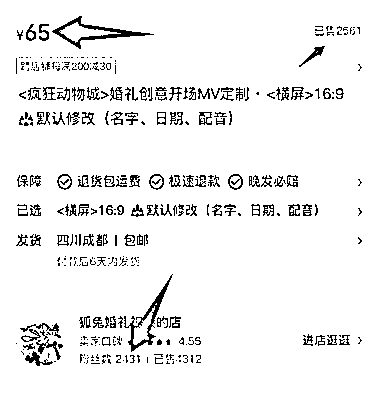 ¥65
已售2561
跨店每满200减30
<疯狂动物城>婚礼创意开场MV定制·<横屏>16:9
默认修改（名字、日期、配音）
保障 退货包运费 极速退款 晚发必赔
已选 <横屏>16:9 默认修改（名字、日期、配音）
发货 四川成都 | 包邮
付款后6天内发货
狐兔婚礼 的店
卖家口碑 4.55
进店逛逛
粉丝数 2431 | 已售4312